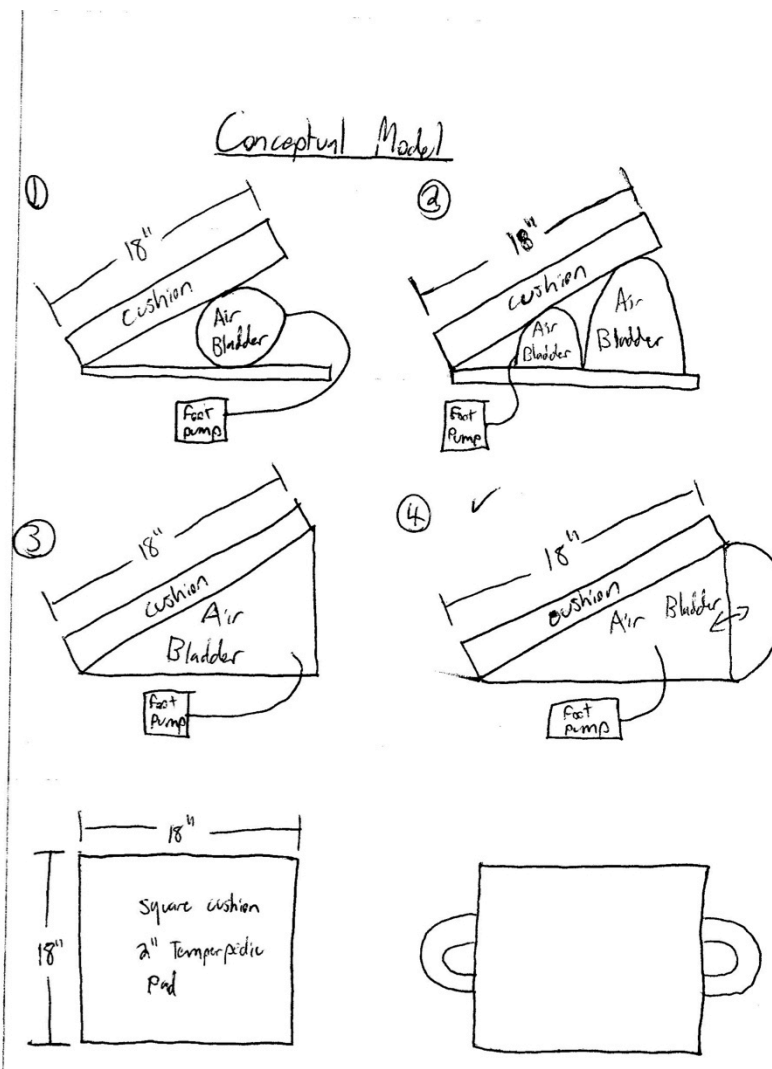 Conceptual Model
①
18"
cushion
Air
Bladder
Foot
pump
②
18"
cushion
Air
Bladder
Air
Bladder
Foot
Pump
③
18"
cushion
Air
Bladder
Foot
Pump
④ ✓
18"
cushion
Air Bladder
Foot
pump
18"
18"
Square cushion
2" Temperpedic
Pad